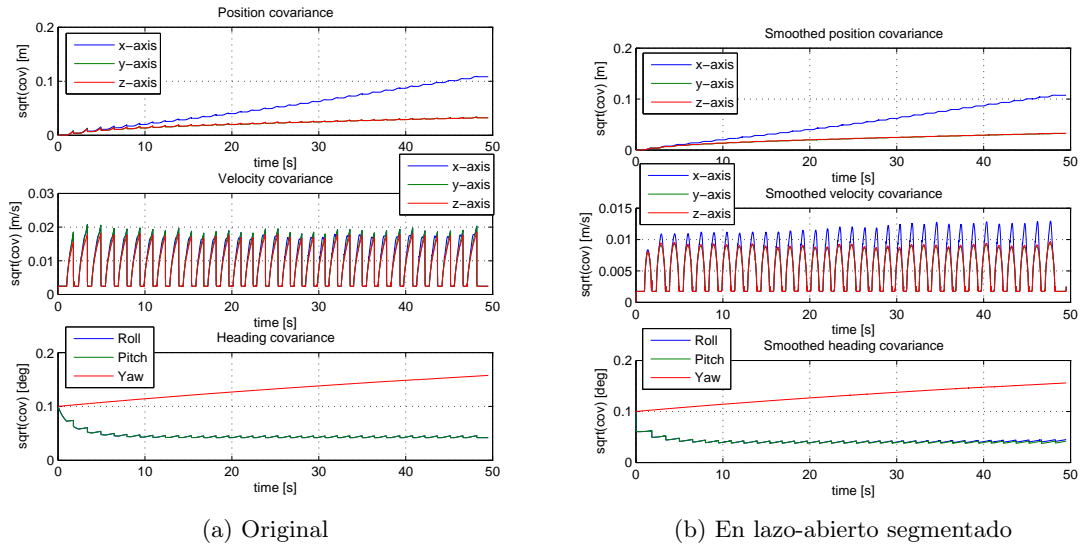 Position covariance
0.2
0.1
0
sqrt(cov) [m]
x−axis
y−axis
z−axis
0 10 20 30 40 50
time [s]
Velocity covariance
0.03
0.02
0.01
0
sqrt(cov) [m/s]
x−axis
y−axis
z−axis
0 10 20 30 40 50
time [s]
Heading covariance
0.2
0.1
0
sqrt(cov) [deg]
Roll
Pitch
Yaw
0 10 20 30 40 50
time [s]
(a) Original
Smoothed position covariance
0.2
0.1
0
sqrt(cov) [m]
x−axis
y−axis
z−axis
0 10 20 30 40 50
time [s]
Smoothed velocity covariance
0.015
0.01
0.005
0
sqrt(cov) [m/s]
x−axis
y−axis
z−axis
0 10 20 30 40 50
time [s]
Smoothed heading covariance
0.2
0.1
0
sqrt(cov) [deg]
Roll
Pitch
Yaw
0 10 20 30 40 50
time [s]
(b) En lazo-abierto segmentado